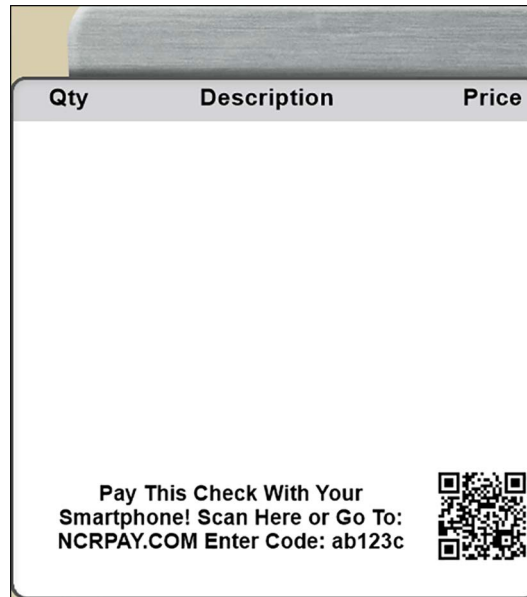 Qty Description Price
Pay This Check With Your
Smartphone! Scan Here or Go To:
NCRPAY.COM Enter Code: ab123c